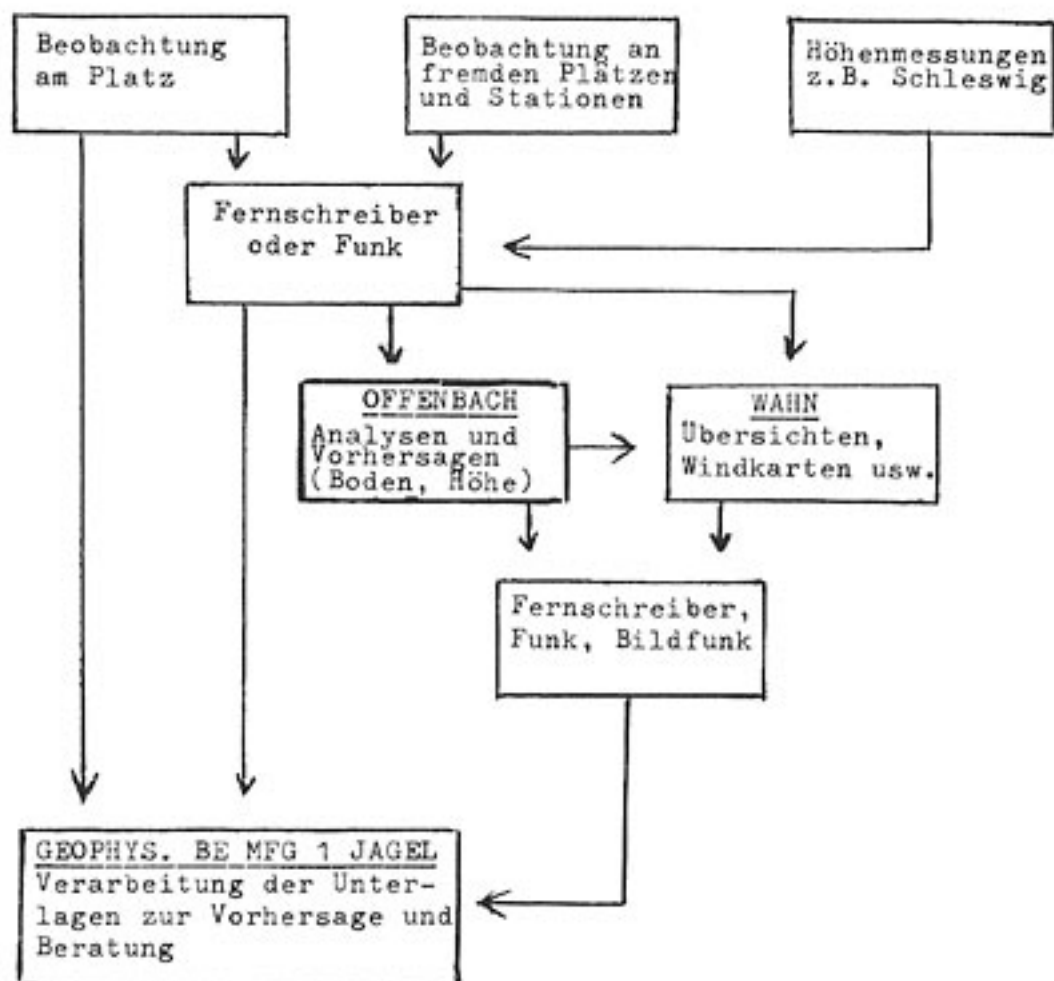 Beobachtung
am Platz
Beobachtung an
fremden Plätzen
und Stationen
Höhenmessungen
z.B. Schleswig
Fernschreiber
oder Funk
OFFENBACH
Analysen und
Vorhersagen
(Boden, Höhe)
WAHN
Übersichten,
Windkarten usw.
Fernschreiber,
Funk, Bildfunk
GEOPHYS. BE MFG 1 JAGEL
Verarbeitung der Unter-
lagen zur Vorhersage und
Beratung